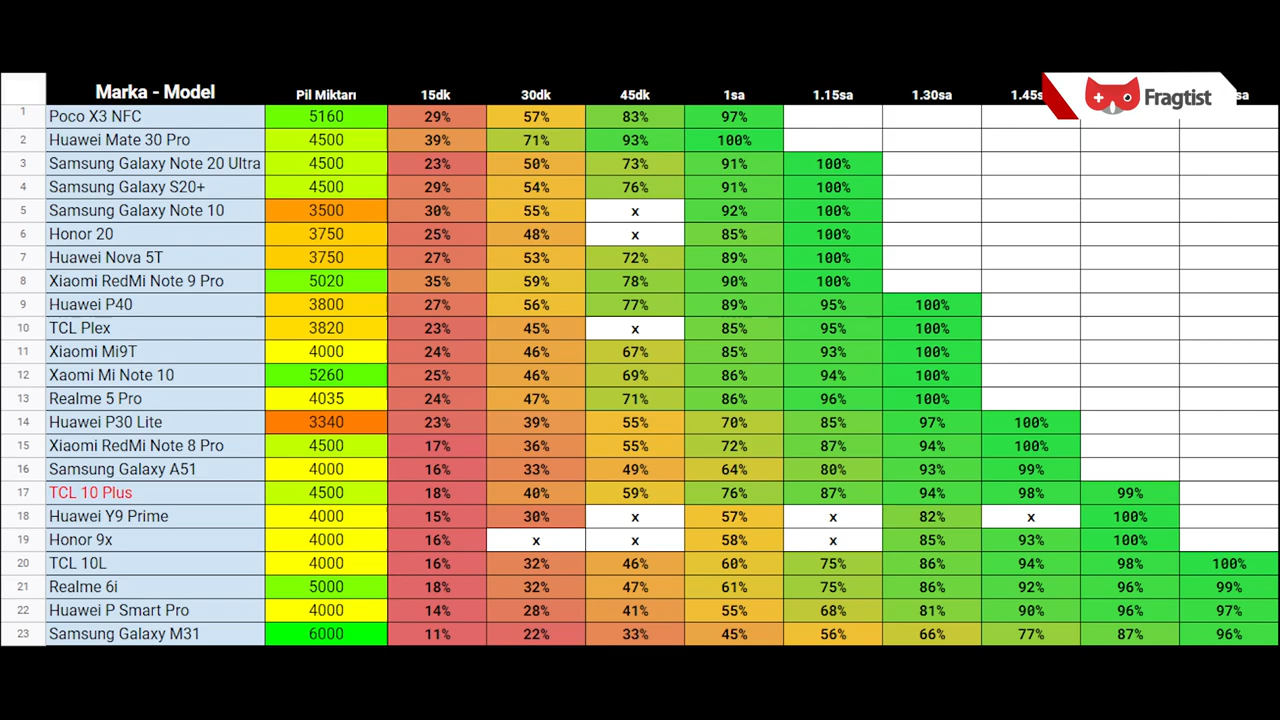 Marka - Model Pil Miktarı 15dk 30dk 45dk 1sa 1.15sa 1.30sa Fragtist
1 Poco X3 NFC 5160 29% 57% 83% 97%
2 Huawei Mate 30 Pro 4500 39% 71% 93% 100%
3 Samsung Galaxy Note 20 Ultra 4500 23% 50% 73% 91% 100%
4 Samsung Galaxy S20+ 4500 29% 54% 76% 91% 100%
5 Samsung Galaxy Note 10 3500 30% 55% x 92% 100%
6 Honor 20 3750 25% 48% x 85% 100%
7 Huawei Nova 5T 3750 27% 53% 72% 89% 100%
8 Xiaomi RedMi Note 9 Pro 5020 35% 59% 78% 90% 100%
9 Huawei P40 3800 27% 56% 77% 89% 95% 100%
10 TCL Plex 3820 23% 45% x 85% 95% 100%
11 Xiaomi Mi9T 4000 24% 46% 67% 85% 93% 100%
12 Xaomi Mi Note 10 5260 25% 46% 69% 86% 94% 100%
13 Realme 5 Pro 4035 24% 47% 71% 86% 96% 100%
14 Huawei P30 Lite 3340 23% 39% 55% 70% 85% 97% 100%
15 Xiaomi RedMi Note 8 Pro 4500 17% 36% 55% 72% 87% 94% 100%
16 Samsung Galaxy A51 4000 16% 33% 49% 64% 80% 93% 99%
17 TCL 10 Plus 4500 18% 40% 59% 76% 87% 94% 98% 99%
18 Huawei Y9 Prime 4000 15% 30% x 57% x 82% x 100%
19 Honor 9x 4000 16% x x 58% x 85% 93% 100%
20 TCL 10L 4000 16% 32% 46% 60% 75% 86% 94% 98% 100%
21 Realme 6i 5000 18% 32% 47% 61% 75% 86% 92% 96% 99%
22 Huawei P Smart Pro 4000 14% 28% 41% 55% 68% 81% 90% 96% 97%
23 Samsung Galaxy M31 6000 11% 22% 33% 45% 56% 66% 77% 87% 96%